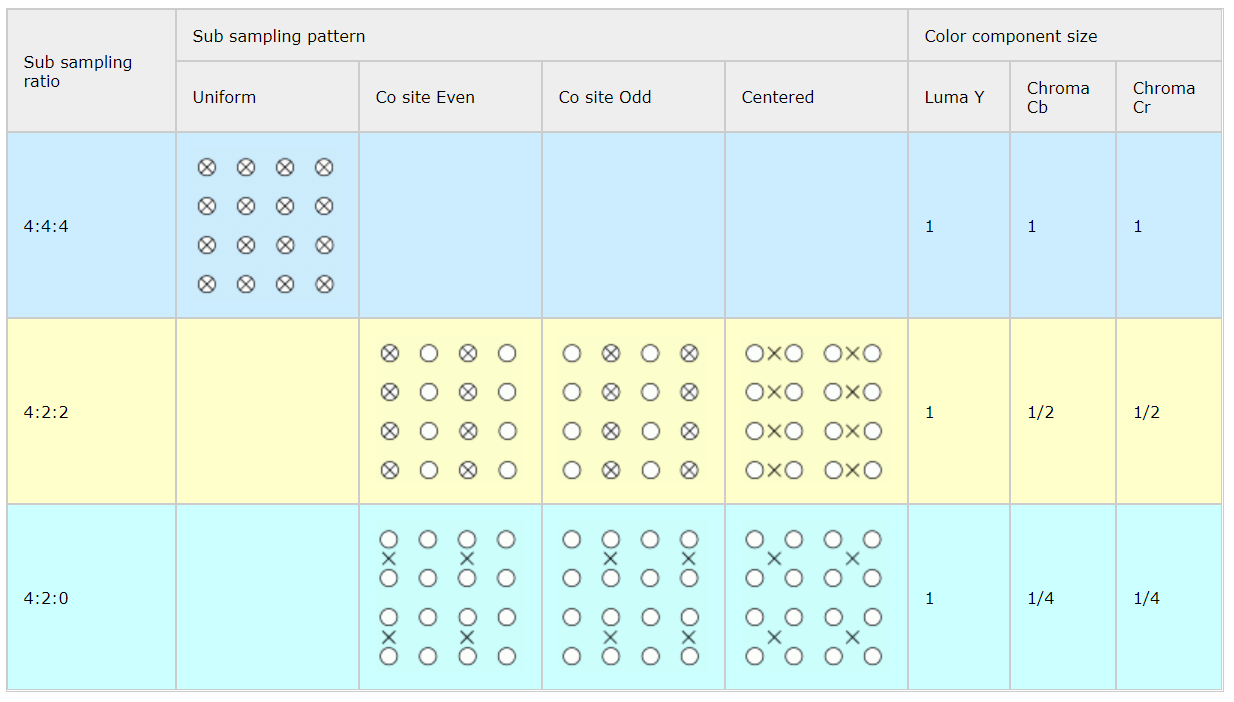 Sub sampling
ratio
Sub sampling pattern
Color component size
Uniform
Co site Even
Co site Odd
Centered
Luma Y
Chroma
Cb
Chroma
Cr
4:4:4
1
1
1
4:2:2
1
1/2
1/2
4:2:0
1
1/4
1/4